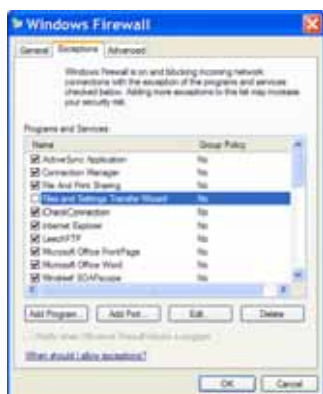 Windows Firewall
General Exceptions Advanced
Windows Firewall is on and blocking incoming network
connections with the exception of the programs and services
checked below. Adding more exceptions to this list may increase
your security risk.
Programs and Services:
Name Group Policy
ActiveSync Application No
Connection Manager No
File And Print Sharing No
Files and Settings Transfer Wizard No
iCheckConnection No
Internet Explorer No
LeechFTP No
Microsoft Office FrontPage No
Microsoft Office Word No
Mindreef SOAPscope No
Add Program... Add Port... Edit... Delete
Notify when Windows Firewall blocks a program
When should I allow exceptions?
OK Cancel